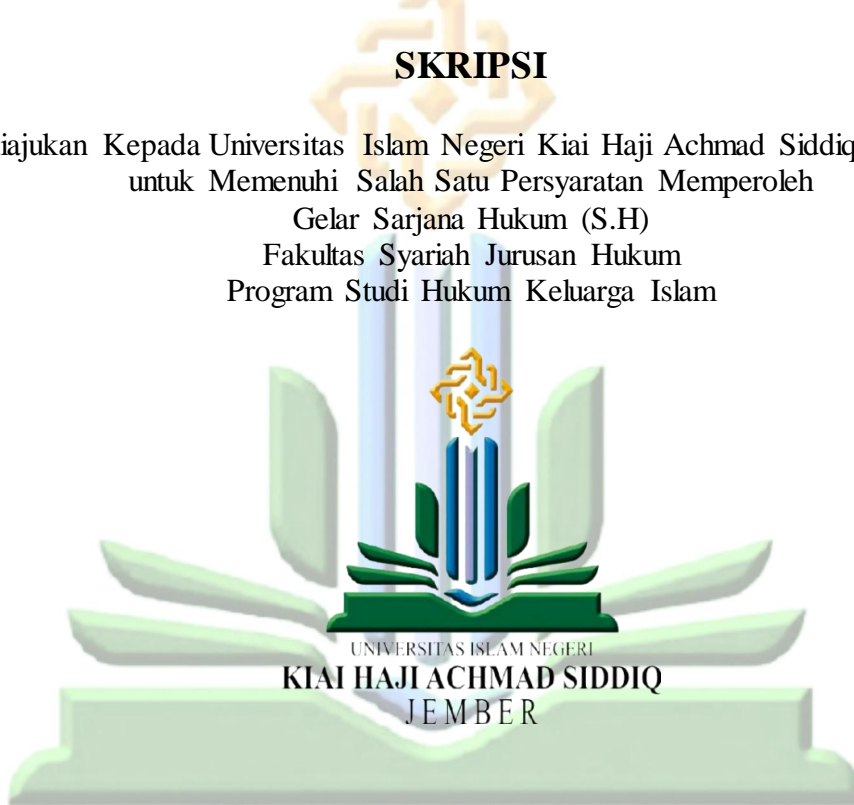 SKRIPSI
iajukan Kepada Universitas Islam Negeri Kiai Haji Achmad Siddiq
untuk Memenuhi Salah Satu Persyaratan Memperoleh
Gelar Sarjana Hukum (S.H)
Fakultas Syariah Jurusan Hukum
Program Studi Hukum Keluarga Islam
UNIVERSITAS ISLAM NEGERI
KIAI HAJI ACHMAD SIDDIQ
JEMBER